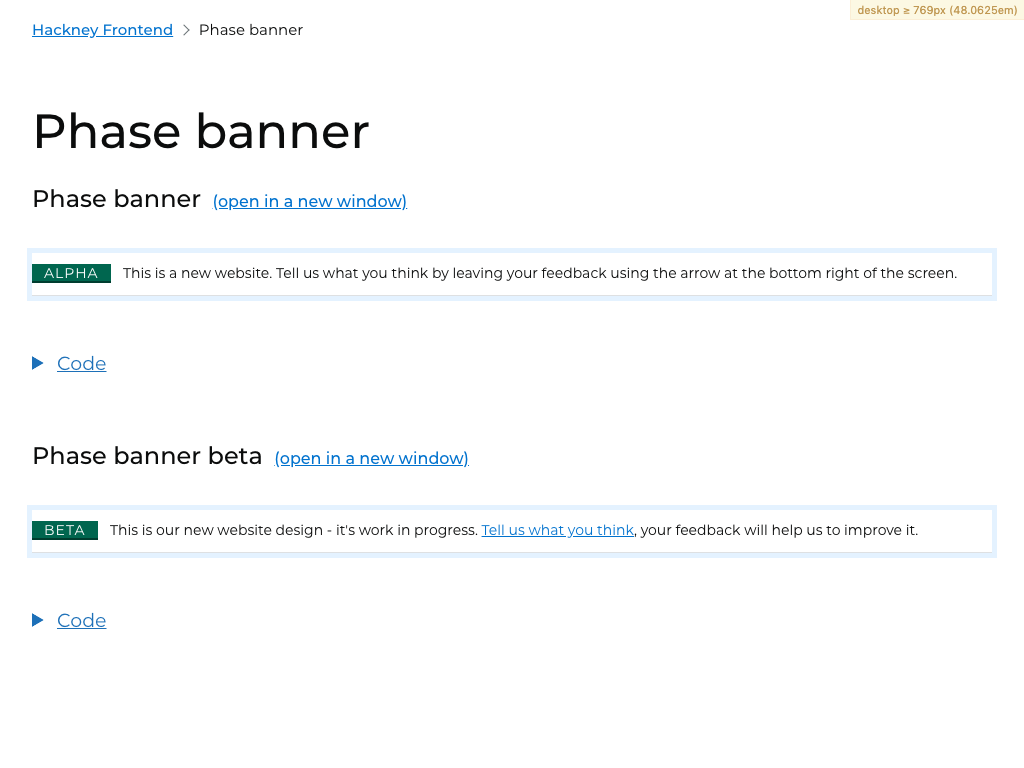 desktop ≥ 769px (48.0625em)
Hackney Frontend > Phase banner
Phase banner
Phase banner (open in a new window)
ALPHA This is a new website. Tell us what you think by leaving your feedback using the arrow at the bottom right of the screen.
Code
Phase banner beta (open in a new window)
BETA This is our new website design - it's work in progress. Tell us what you think, your feedback will help us to improve it.
Code